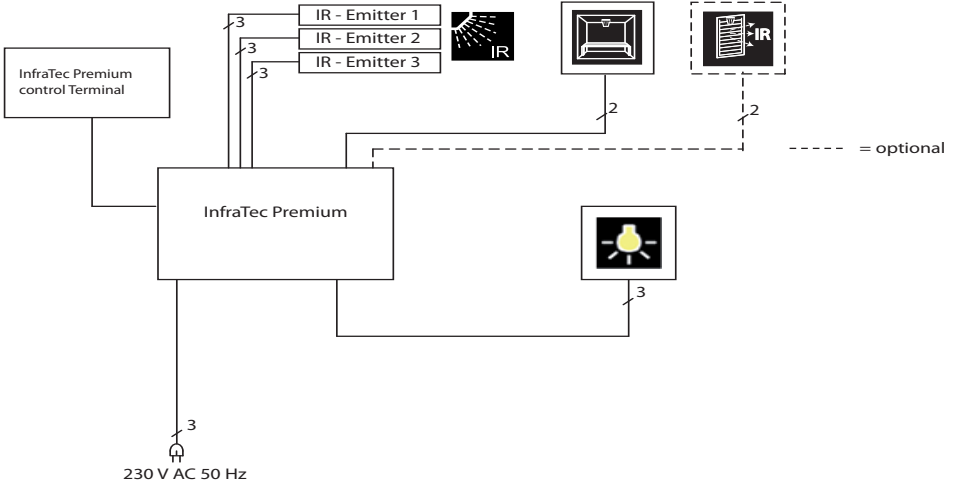 IR - Emitter 1
3
IR - Emitter 2
3
IR - Emitter 3
3
IR
IR
InfraTec Premium
control Terminal
2
2
= optional
InfraTec Premium
3
3
230 V AC 50 Hz